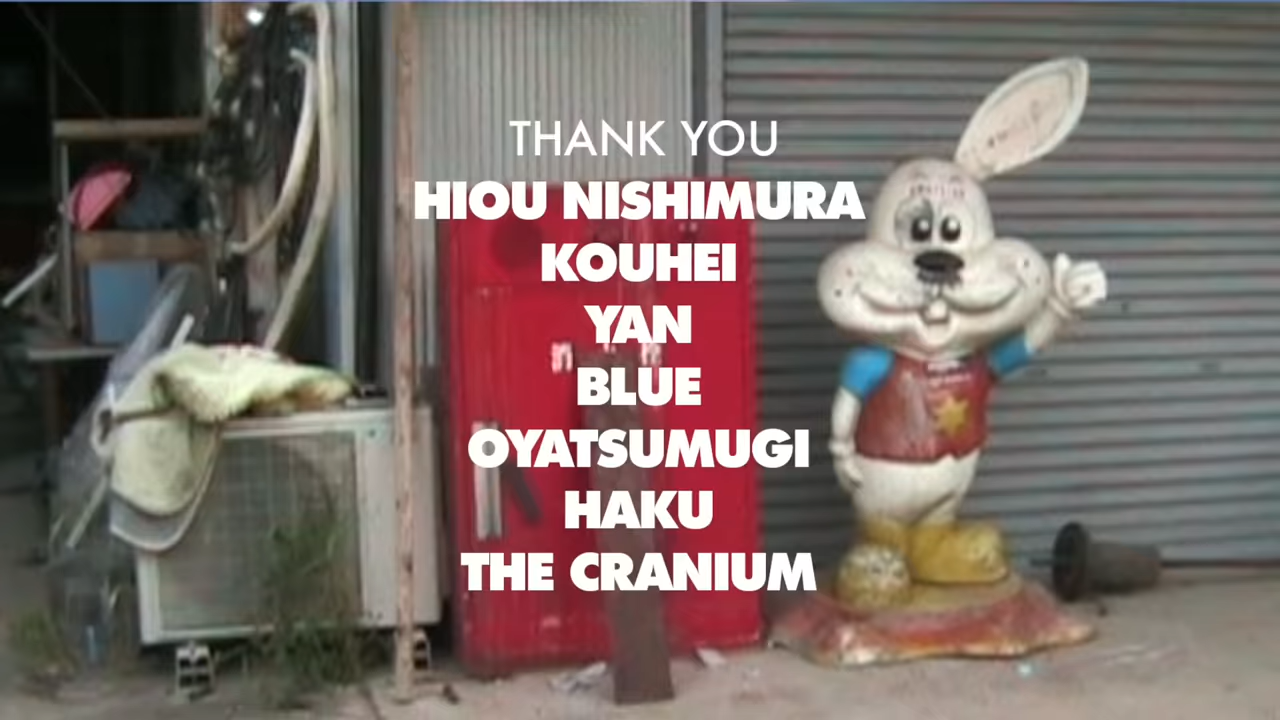 THANK YOU
HIOU NISHIMURA
KOUHEI
YAN
BLUE
OYATSUMUGI
HAKU
THE CRANIUM